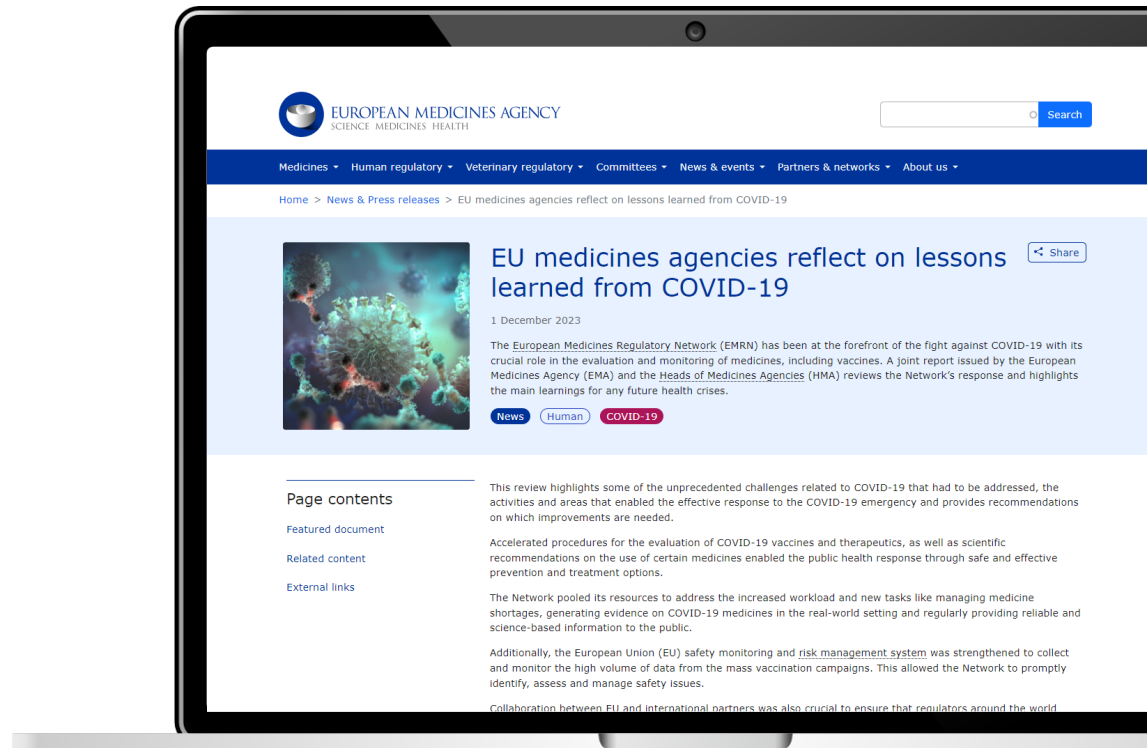 EUROPEAN MEDICINES AGENCY
SCIENCE MEDICINES HEALTH
Search
Medicines Human regulatory Veterinary regulatory Committees News & events Partners & networks About us
Home > News & Press releases > EU medicines agencies reflect on lessons learned from COVID-19
EU medicines agencies reflect on lessons
learned from COVID-19
Share
1 December 2023
The European Medicines Regulatory Network (EMRN) has been at the forefront of the fight against COVID-19 with its
crucial role in the evaluation and monitoring of medicines, including vaccines. A joint report issued by the European
Medicines Agency (EMA) and the Heads of Medicines Agencies (HMA) reviews the Network's response and highlights
the main learnings for any future health crises.
News Human COVID-19
Page contents
Featured document
Related content
External links
This review highlights some of the unprecedented challenges related to COVID-19 that had to be addressed, the
activities and areas that enabled the effective response to the COVID-19 emergency and provides recommendations
on which improvements are needed.
Accelerated procedures for the evaluation of COVID-19 vaccines and therapeutics, as well as scientific
recommendations on the use of certain medicines enabled the public health response through safe and effective
prevention and treatment options.
The Network pooled its resources to address the increased workload and new tasks like managing medicine
shortages, generating evidence on COVID-19 medicines in the real-world setting and regularly providing reliable and
science-based information to the public.
Additionally, the European Union (EU) safety monitoring and risk management system was strengthened to collect
and monitor the high volume of data from the mass vaccination campaigns. This allowed the Network to promptly
identify, assess and manage safety issues.
Collaboration between EU and international partners was also crucial to ensure that regulators around the world